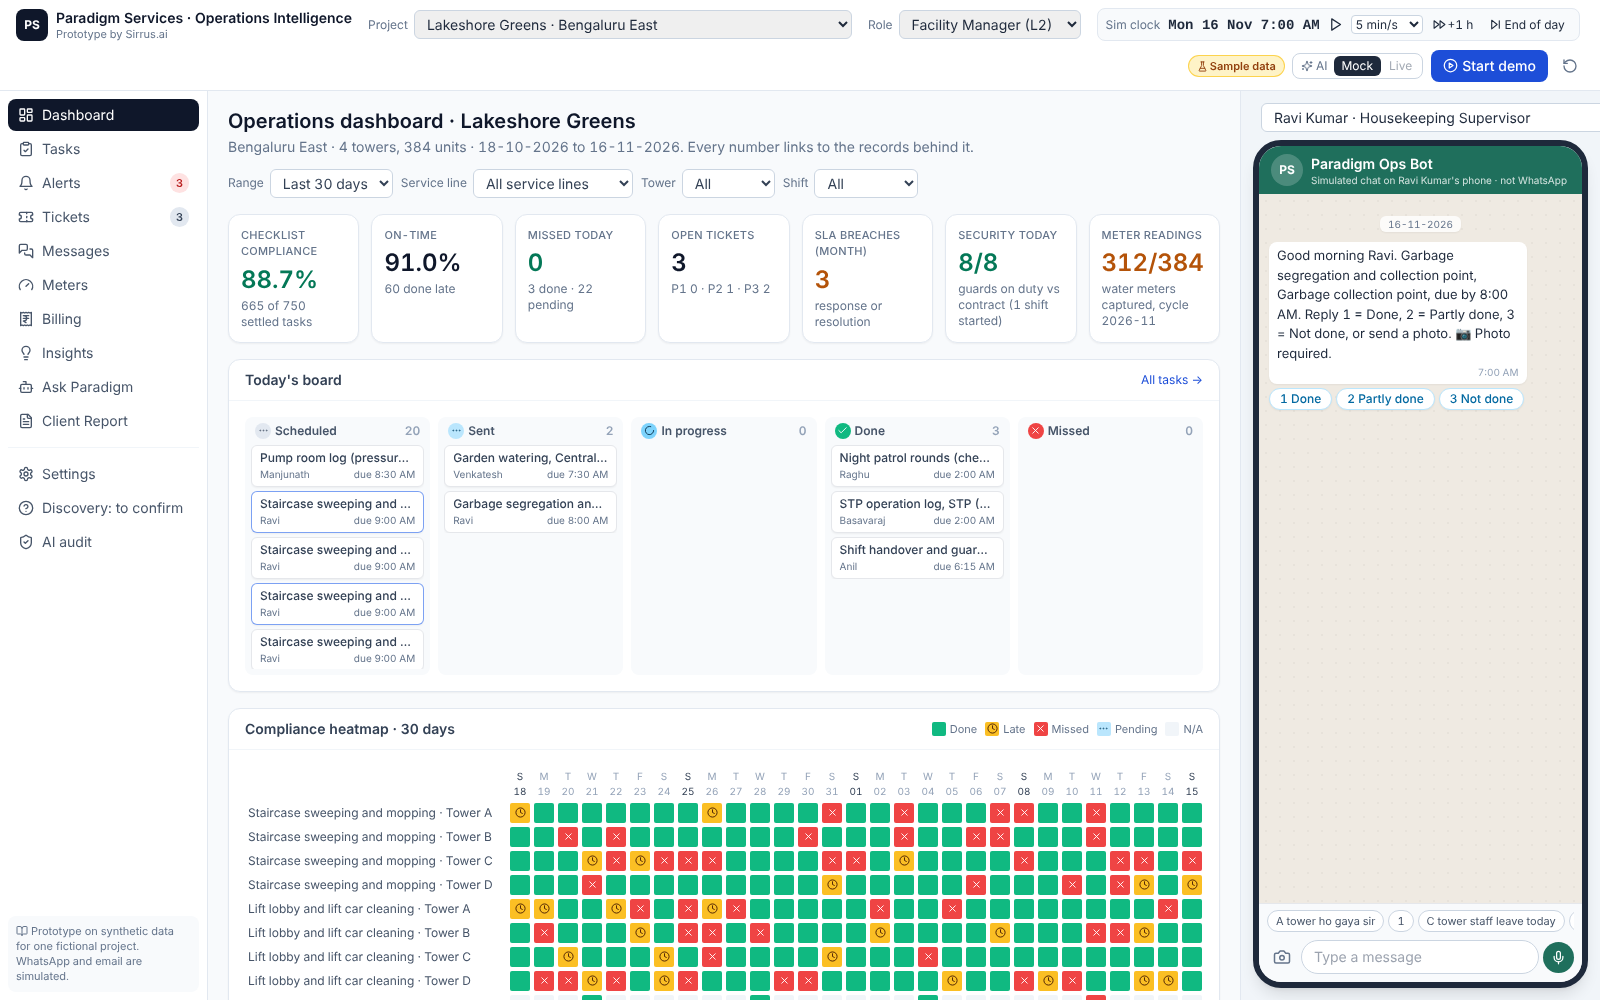 PS
Paradigm Services · Operations Intelligence
Prototype by Sirrus.ai
Project
Lakeshore Greens · Bengaluru East
Role
Facility Manager (L2)
Sim clock Mon 16 Nov 7:00 AM
5 min/s
+1 h
End of day
Sample data
AI Mock Live
Start demo
Dashboard
Tasks
Alerts 3
Tickets 3
Messages
Meters
Billing
Insights
Ask Paradigm
Client Report
Settings
Discovery: to confirm
AI audit
Prototype on synthetic data
for one fictional project.
WhatsApp and email are
simulated.
Operations dashboard · Lakeshore Greens
Bengaluru East · 4 towers, 384 units · 18-10-2026 to 16-11-2026. Every number links to the records behind it.
Range Last 30 days Service line All service lines Tower All Shift All
CHECKLIST
COMPLIANCE
88.7%
665 of 750
settled tasks
ON-TIME
91.0%
60 done late
MISSED TODAY
0
3 done · 22
pending
OPEN TICKETS
3
P1 0 · P2 1 · P3 2
SLA BREACHES
(MONTH)
3
response or
resolution
SECURITY TODAY
8/8
guards on duty vs
contract (1 shift
started)
METER READINGS
312/384
water meters
captured, cycle
2026-11
Today's board
All tasks →
Scheduled 20
Pump room log (pressur...
Manjunath due 8:30 AM
Staircase sweeping and ...
Ravi due 9:00 AM
Staircase sweeping and ...
Ravi due 9:00 AM
Staircase sweeping and ...
Ravi due 9:00 AM
Staircase sweeping and ...
Ravi due 9:00 AM
Sent 2
Garden watering, Central...
Venkatesh due 7:30 AM
Garbage segregation an...
Ravi due 8:00 AM
In progress 0
Done 3
Night patrol rounds (che...
Raghu due 2:00 AM
STP operation log, STP (...
Basavaraj due 2:00 AM
Shift handover and guar...
Anil due 6:15 AM
Missed 0
Compliance heatmap · 30 days
Done Late Missed Pending N/A
S M T W T F S S M T W T F S S M T W T F S S M T W T F S S
18 19 20 21 22 23 24 25 26 27 28 29 30 31 01 02 03 04 05 06 07 08 09 10 11 12 13 14 15
Staircase sweeping and mopping · Tower A
Staircase sweeping and mopping · Tower B
Staircase sweeping and mopping · Tower C
Staircase sweeping and mopping · Tower D
Lift lobby and lift car cleaning · Tower A
Lift lobby and lift car cleaning · Tower B
Lift lobby and lift car cleaning · Tower C
Lift lobby and lift car cleaning · Tower D
Ravi Kumar · Housekeeping Supervisor
PS
Paradigm Ops Bot
Simulated chat on Ravi Kumar's phone · not WhatsApp
16-11-2026
Good morning Ravi. Garbage
segregation and collection point,
Garbage collection point, due by 8:00
AM. Reply 1 = Done, 2 = Partly done, 3
= Not done, or send a photo. 📷 Photo
required.
7:00 AM
1 Done
2 Partly done
3 Not done
A tower ho gaya sir
1
C tower staff leave today
Type a message